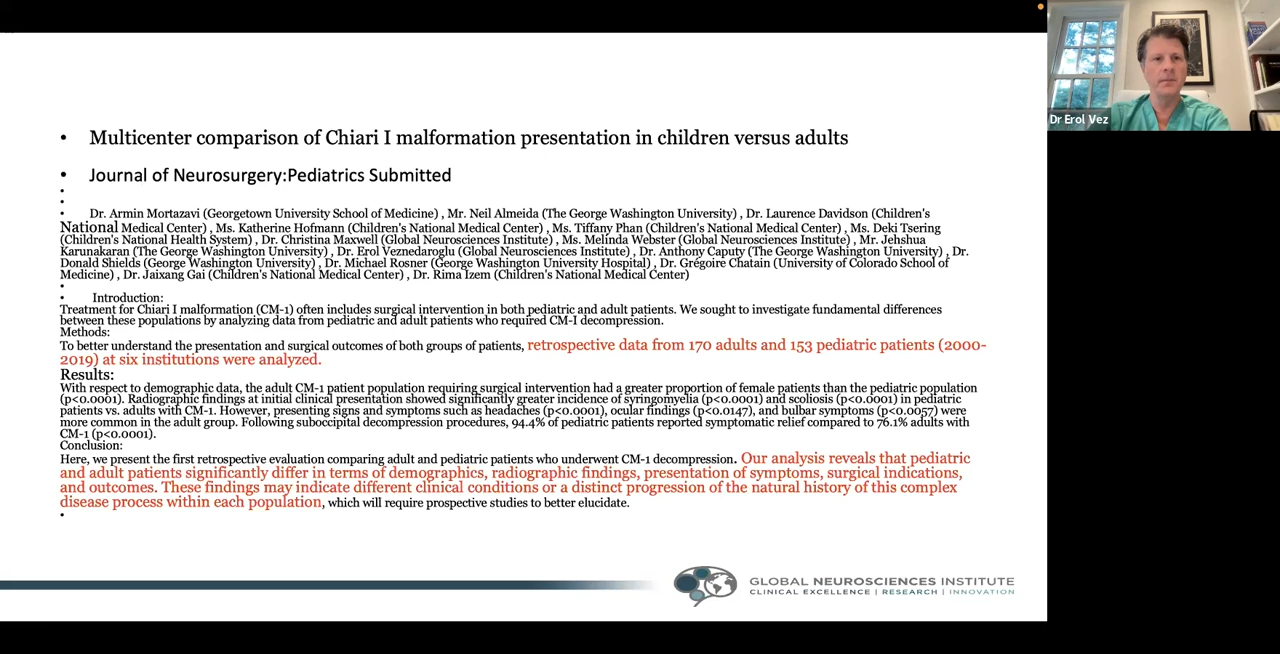 • Multicenter comparison of Chiari I malformation presentation in children versus adults
• Journal of Neurosurgery:Pediatrics Submitted
•
•
• Dr. Armin Mortazavi (Georgetown University School of Medicine) , Mr. Neil Almeida (The George Washington University) , Dr. Laurence Davidson (Children's
National Medical Center) , Ms. Katherine Hofmann (Children's National Medical Center) , Ms. Tiffany Phan (Children's National Medical Center) , Ms. Deki Tsering
(Children's National Health System) , Dr. Christina Maxwell (Global Neurosciences Institute) , Ms. Melinda Webster (Global Neurosciences Institute) , Mr. Jehshua
Karunakaran (The George Washington University) , Dr. Erol Veznedaroglu (Global Neurosciences Institute) , Dr. Anthony Caputy (The George Washington University) , Dr.
Donald Shields (George Washington University) , Dr. Michael Rosner (George Washington University Hospital) , Dr. Grégoire Chatain (University of Colorado School of
Medicine) , Dr. Jaixang Gai (Children's National Medical Center) , Dr. Rima Izem (Children's National Medical Center)
•
• Introduction:
Treatment for Chiari I malformation (CM-1) often includes surgical intervention in both pediatric and adult patients. We sought to investigate fundamental differences
between these populations by analyzing data from pediatric and adult patients who required CM-I decompression.
Methods:
To better understand the presentation and surgical outcomes of both groups of patients, retrospective data from 170 adults and 153 pediatric patients (2000-
2019) at six institutions were analyzed.
Results:
With respect to demographic data, the adult CM-1 patient population requiring surgical intervention had a greater proportion of female patients than the pediatric population
(p<0.0001). Radiographic findings at initial clinical presentation showed significantly greater incidence of syringomyelia (p<0.0001) and scoliosis (p<0.0001) in pediatric
patients vs. adults with CM-1. However, presenting signs and symptoms such as headaches (p<0.0001), ocular findings (p<0.0147), and bulbar symptoms (p<0.0057) were
more common in the adult group. Following suboccipital decompression procedures, 94.4% of pediatric patients reported symptomatic relief compared to 76.1% adults with
CM-1 (p<0.0001).
Conclusion:
Here, we present the first retrospective evaluation comparing adult and pediatric patients who underwent CM-1 decompression. Our analysis reveals that pediatric
and adult patients significantly differ in terms of demographics, radiographic findings, presentation of symptoms, surgical indications,
and outcomes. These findings may indicate different clinical conditions or a distinct progression of the natural history of this complex
disease process within each population, which will require prospective studies to better elucidate.
•
GLOBAL NEUROSCIENCES INSTITUTE
CLINICAL EXCELLENCE | RESEARCH | INNOVATION
Dr Erol Vez